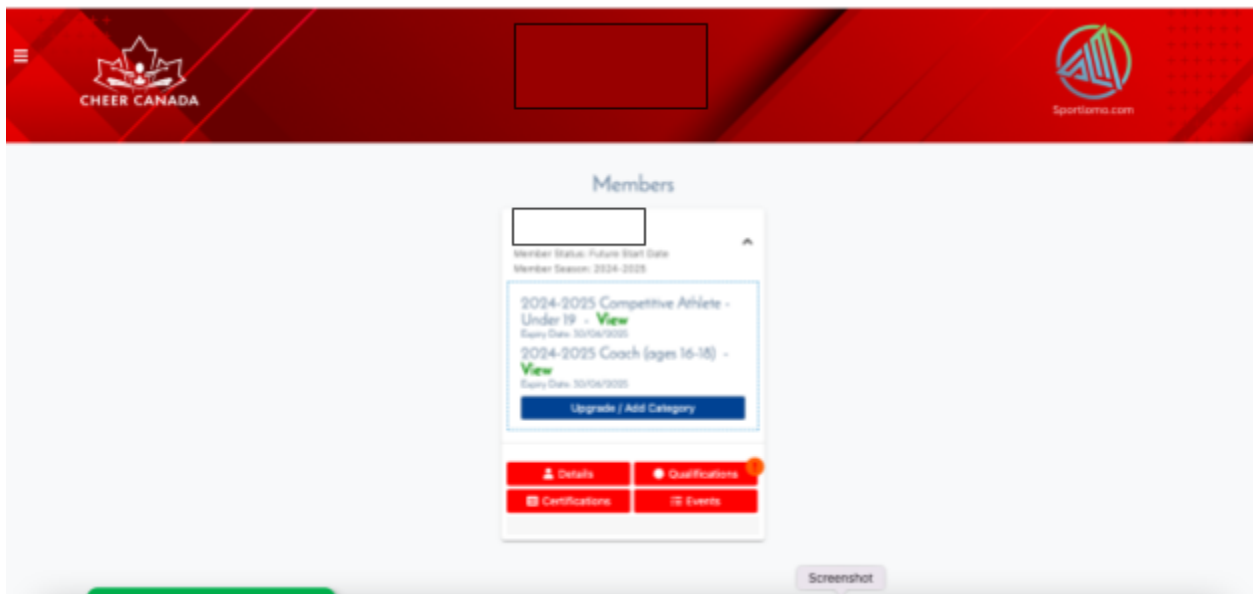 CHEER CANADA
Sportlomo.com
Members
Member Status: Future Start Date
Member Season: 2024-2025
2024-2025 Competitive Athlete -
Under 19 - View
Expiry Date: 30/06/2025
2024-2025 Coach (ages 16-18) -
View
Expiry Date: 30/06/2025
Upgrade / Add Category
Details
Qualifications
Certifications
Events
Screenshot